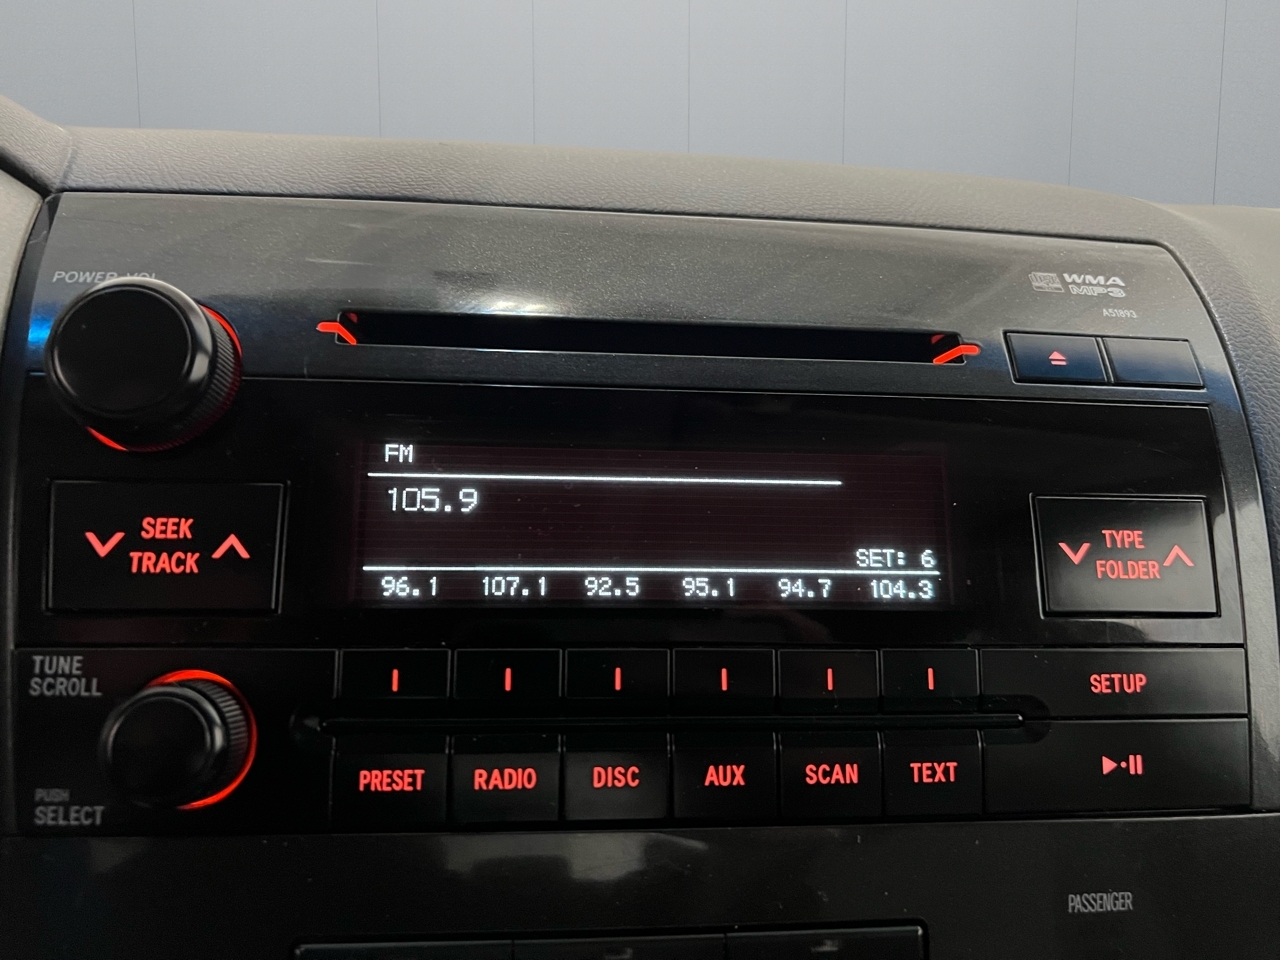 POWER·VOL
WMA
MP3
A51893
FM
105.9
SET: 6
96.1 107.1 92.5 95.1 94.7 104.3
SEEK
TRACK
TYPE
FOLDER
TUNE
SCROLL
SETUP
PRESET RADIO DISC AUX SCAN TEXT
PUSH
SELECT
PASSENGER